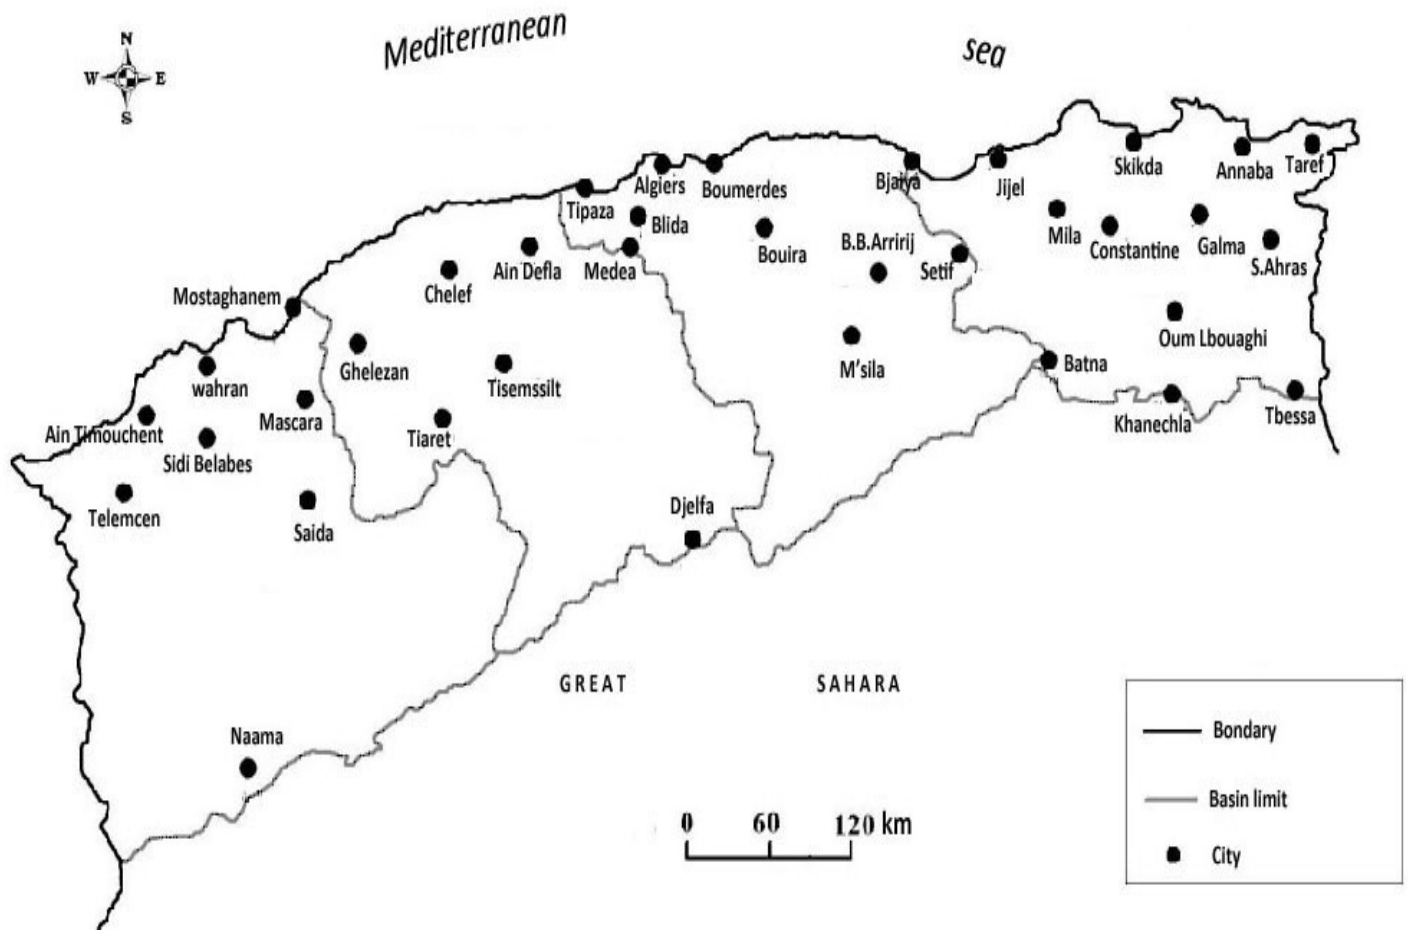 Mediterranean
sea
N
W E
S
Algiers
Boumerdes
Bjaiya
Jijel
Skikda
Annaba
Taref
Tipaza
Blida
Bouira
B.B.Arririj
Setif
Mila
Constantine
Galma
S.Ahras
Ain Defla
Medea
Chelef
Mostaghanem
Oum Lbouaghi
Ghelezan
Tisemssilt
M'sila
Batna
wahran
Mascara
Tiaret
Khanechla
Tbessa
Ain Timouchent
Sidi Belabes
Telemcen
Saida
Djelfa
GREAT SAHARA
Naama
0 60 120 km
Bondary
Basin limit
City